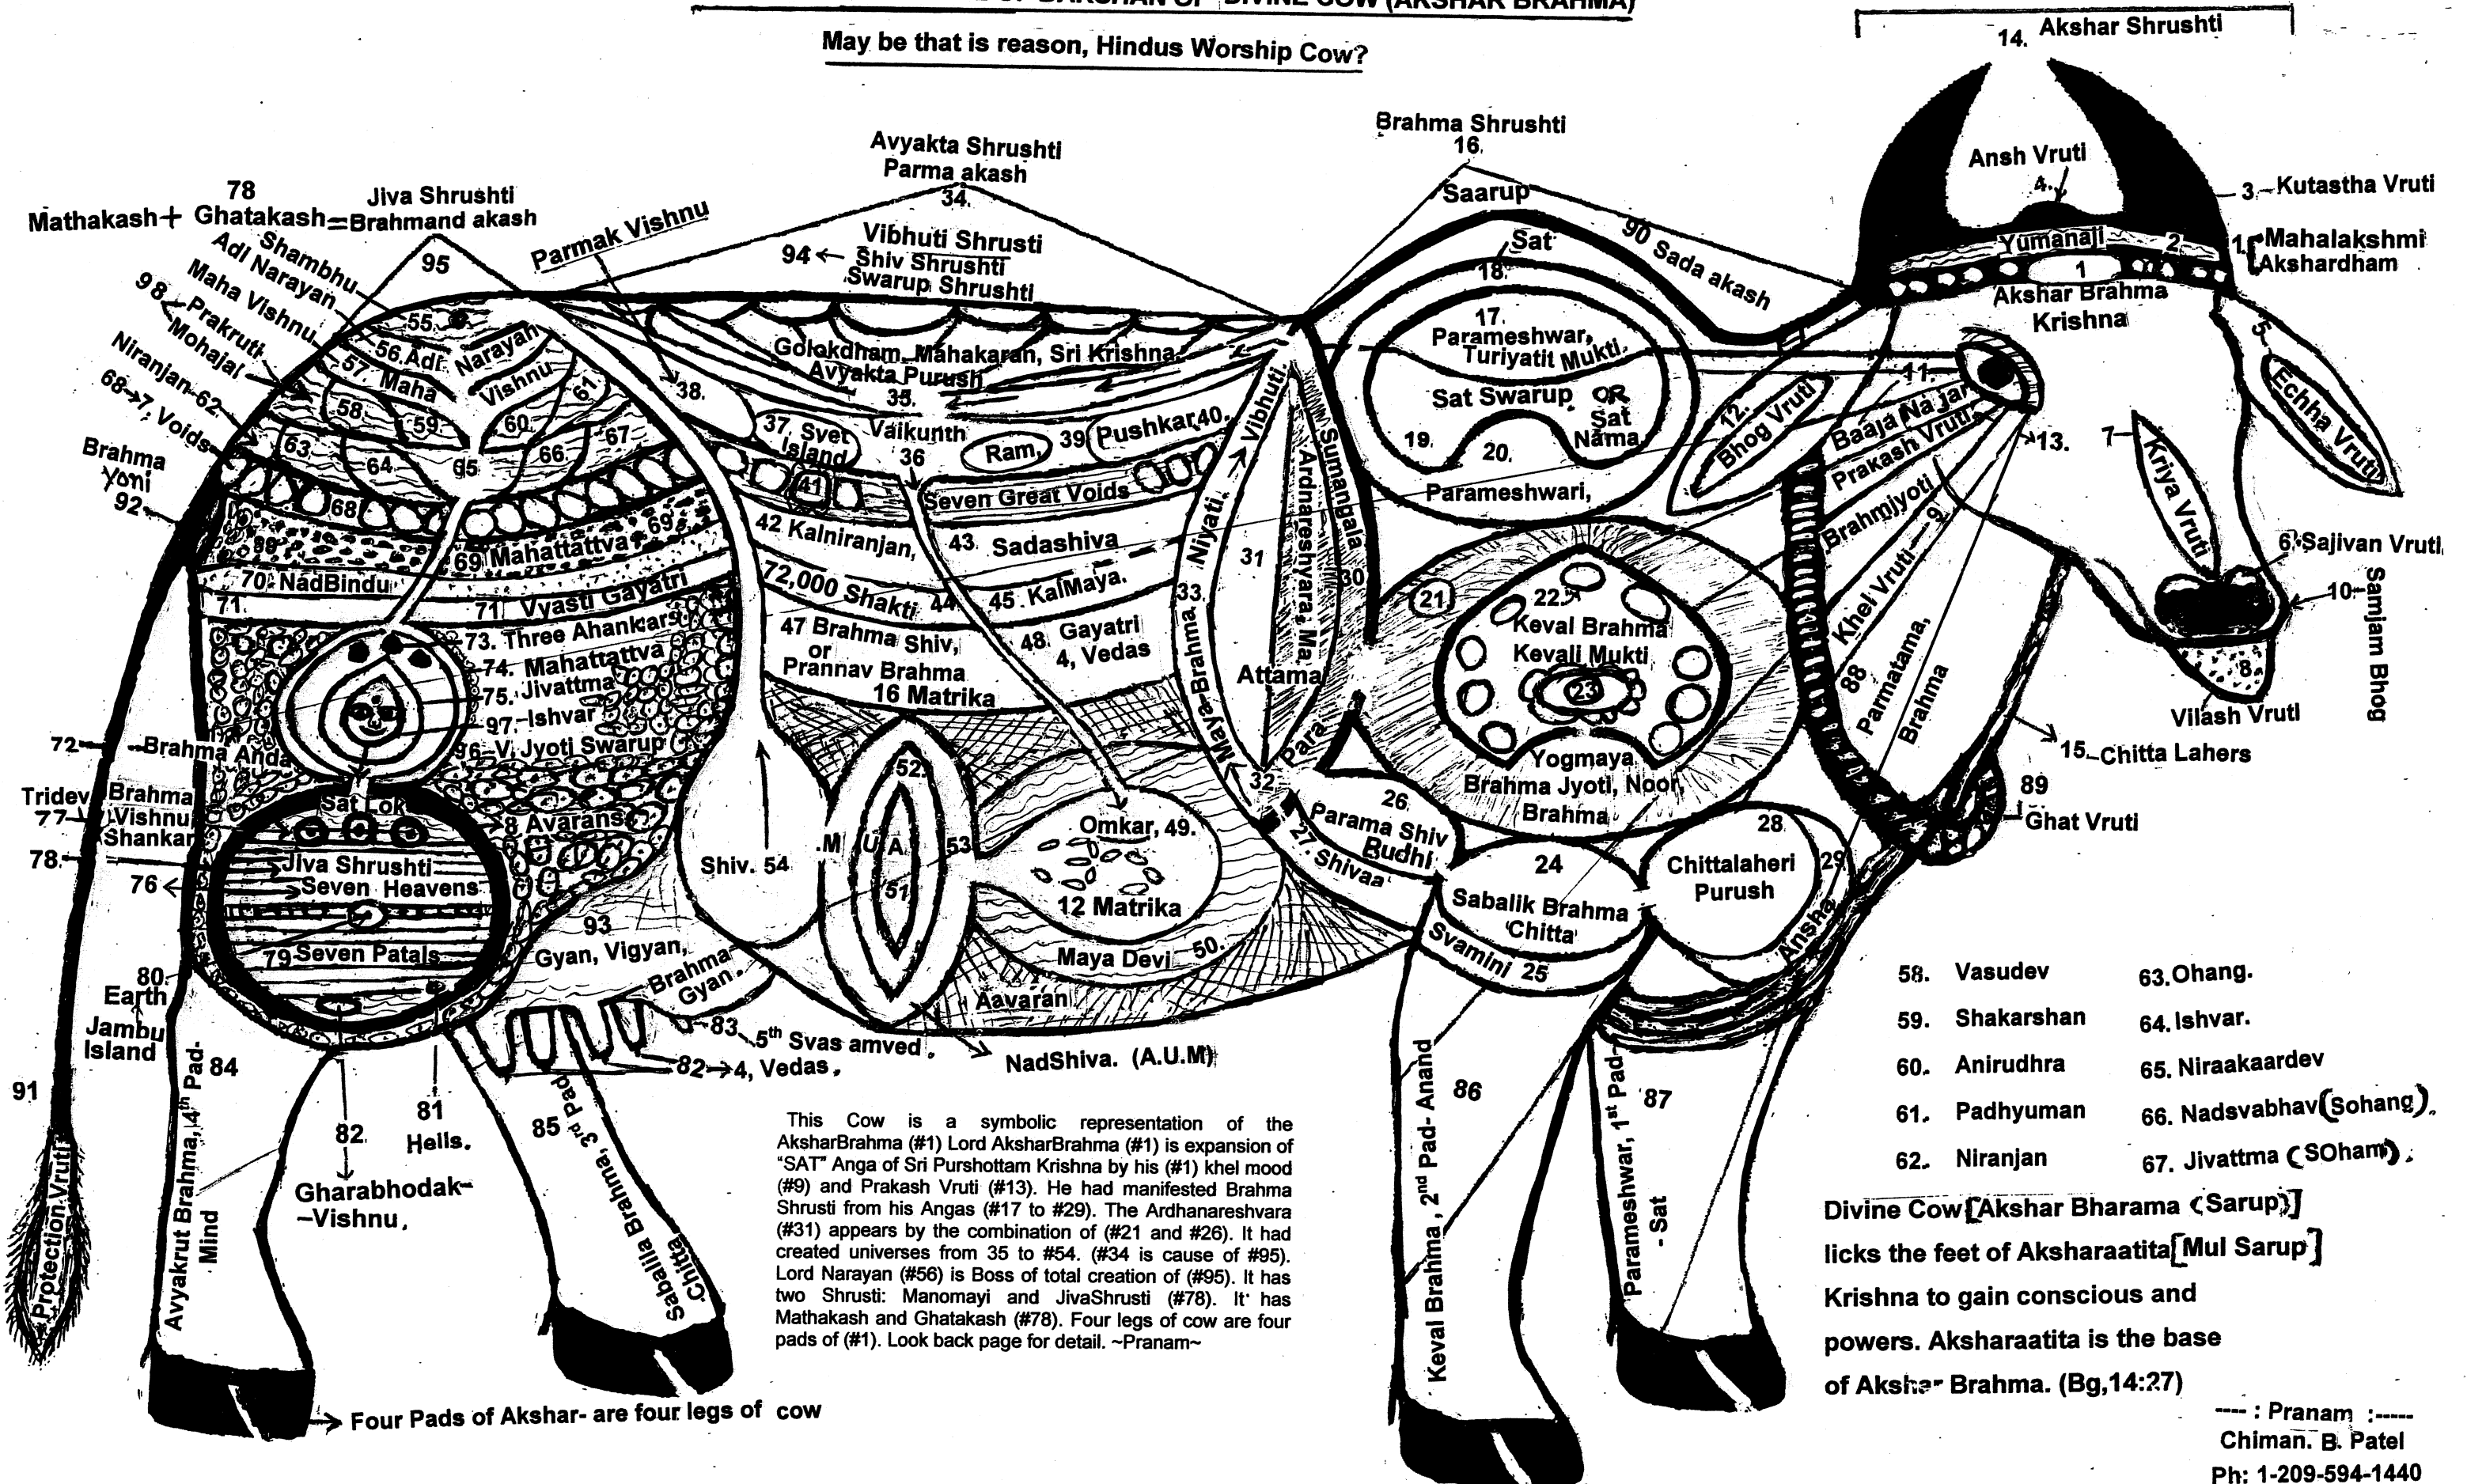 DARSHAN OF DIVINE COW (AKSHAR BRAHMA)
May be that is reason, Hindus Worship Cow?
14. Akshar Shrushti
Ansh Vruti
4.
3 Kutastha Vruti
Yumanaji 2
1. Mahalakshmi
Akshardham
1
Akshar Brahma
Krishna
5 Echha Vruti
7 Kriya Vruti
6. Sajivan Vruti
10 Samjam Bhog
8.
Vilash Vruti
15 Chitta Lahers
89
Ghat Vruti
Brahma Shrushti
16.
Saarup
90 Sada akash
Sat
18.
17.
Parameshwar,
Turiyatit Mukti.
Sat Swarup OR
Sat
Nama
19. 20.
Parameshwari,
12.
Bhog Vruti
11.
Baaja Najar
Prakash Vruti
13.
Brahmjyoti
Khel Vruti-9
88
Parmatama,
Brahma
21
22
Keval Brahma
Kevali Mukti
23
Yogmaya
Brahma Jyoti, Noor,
Brahma
26.
Parama Shiv
Budhi
27. Shivaa
24
Sabalik Brahma
'Chitta'
Svamini 25
28
Chittalaheri
Purush
29
Ansha
Avyakta Shrushti
Parma akash
34.
Vibhuti Shrusti
94 ← Shiv Shrushti
Swarup Shrushti
Parmak Vishnu
38.
Golokdham, Mahakaran, Sri Krishna
Avyakta Purush
35.
37. Svet
Island
Vaikunth
36
Ram, 39
Pushkar, 40.
41
Seven Great Voids
42 Kalniranjan,
43. Sadashiva
72,000 Shakti 44
45. KalMaya.
47 Brahma Shiv,
or
Prannav Brahma
48. Gayatri
4, Vedas
16 Matrika
Vibhuti.
Niyati.
33.
Maya Brahma
31
Attama
32
Ardnareshvara
Ma
Para
Sumangala
30
Shiv. 54
.M U A
52.
51
53
Omkar, 49.
12 Matrika
Maya Devi 50.
Aavaran
NadShiva. (A.U.M)
78
Mathakash + Ghatakash = Brahmand akash
Jiva Shrushti
95
Shambhu
Adl Narayan
Maha Vishnu
98 Prakruti
Mohajal
Niranjan-62
68→7, Voids
Brahma
Yoni
92
55.
56. Adl Narayan
57. Maha Vishnu
58. 59. 60. 61.
63. 64. 65 66. 67.
68
69.
69 Mahattattva
70. NadBindu
71. 71 Vyasti Gayatri
73. Three Ahankars
74. Mahattattva
75. Jivattma
97. Ishvar
96 V. Jyoti Swarup
72
Brahma Anda
Tridev Brahma
77 Vishnu
Shankar
78.
76
Sat Lok
8 Avarans
Jiva Shrushti
Seven Heavens
79 Seven Patals
80.
Earth
Jambu
Island
93
Gyan, Vigyan,
Brahma
Gyan.
83 5th Svas amved.
82→4, Vedas,
81
Hells.
82.
Gharabhodak-
-Vishnu,
91
Protection Vruti
84
Avyakrut Brahma, 4th Pad-
Mind
85
Saballia Brahma, 3rd Pad
Chitta
86
Keval Brahma, 2nd Pad- Anand
87
Parameshwar, 1st Pad-
- Sat
Four Pads of Akshar- are four legs of cow
This Cow is a symbolic representation of the
AksharBrahma (#1) Lord AksharBrahma (#1) is expansion of
"SAT" Anga of Sri Purshottam Krishna by his (#1) khel mood
(#9) and Prakash Vruti (#13). He had manifested Brahma
Shrusti from his Angas (#17 to #29). The Ardhanareshvara
(#31) appears by the combination of (#21 and #26). It had
created universes from 35 to #54. (#34 is cause of #95).
Lord Narayan (#56) is Boss of total creation of (#95). It has
two Shrusti: Manomayi and JivaShrusti (#78). It has
Mathakash and Ghatakash (#78). Four legs of cow are four
pads of (#1). Look back page for detail. ~Pranam~
58. Vasudev 63. Ohang.
59. Shakarshan 64. Ishvar.
60. Anirudhra 65. Niraakaardev
61. Padhyuman 66. Nadsvabhav (Sohang).
62. Niranjan 67. Jivattma (SOham).
Divine Cow [Akshar Bharama (Sarup)]
licks the feet of Aksharaatita [Mul Sarup]
Krishna to gain conscious and
powers. Aksharaatita is the base
of Akshar Brahma. (Bg,14:27)
---- : Pranam :-----
Chiman. B. Patel
Ph: 1-209-594-1440